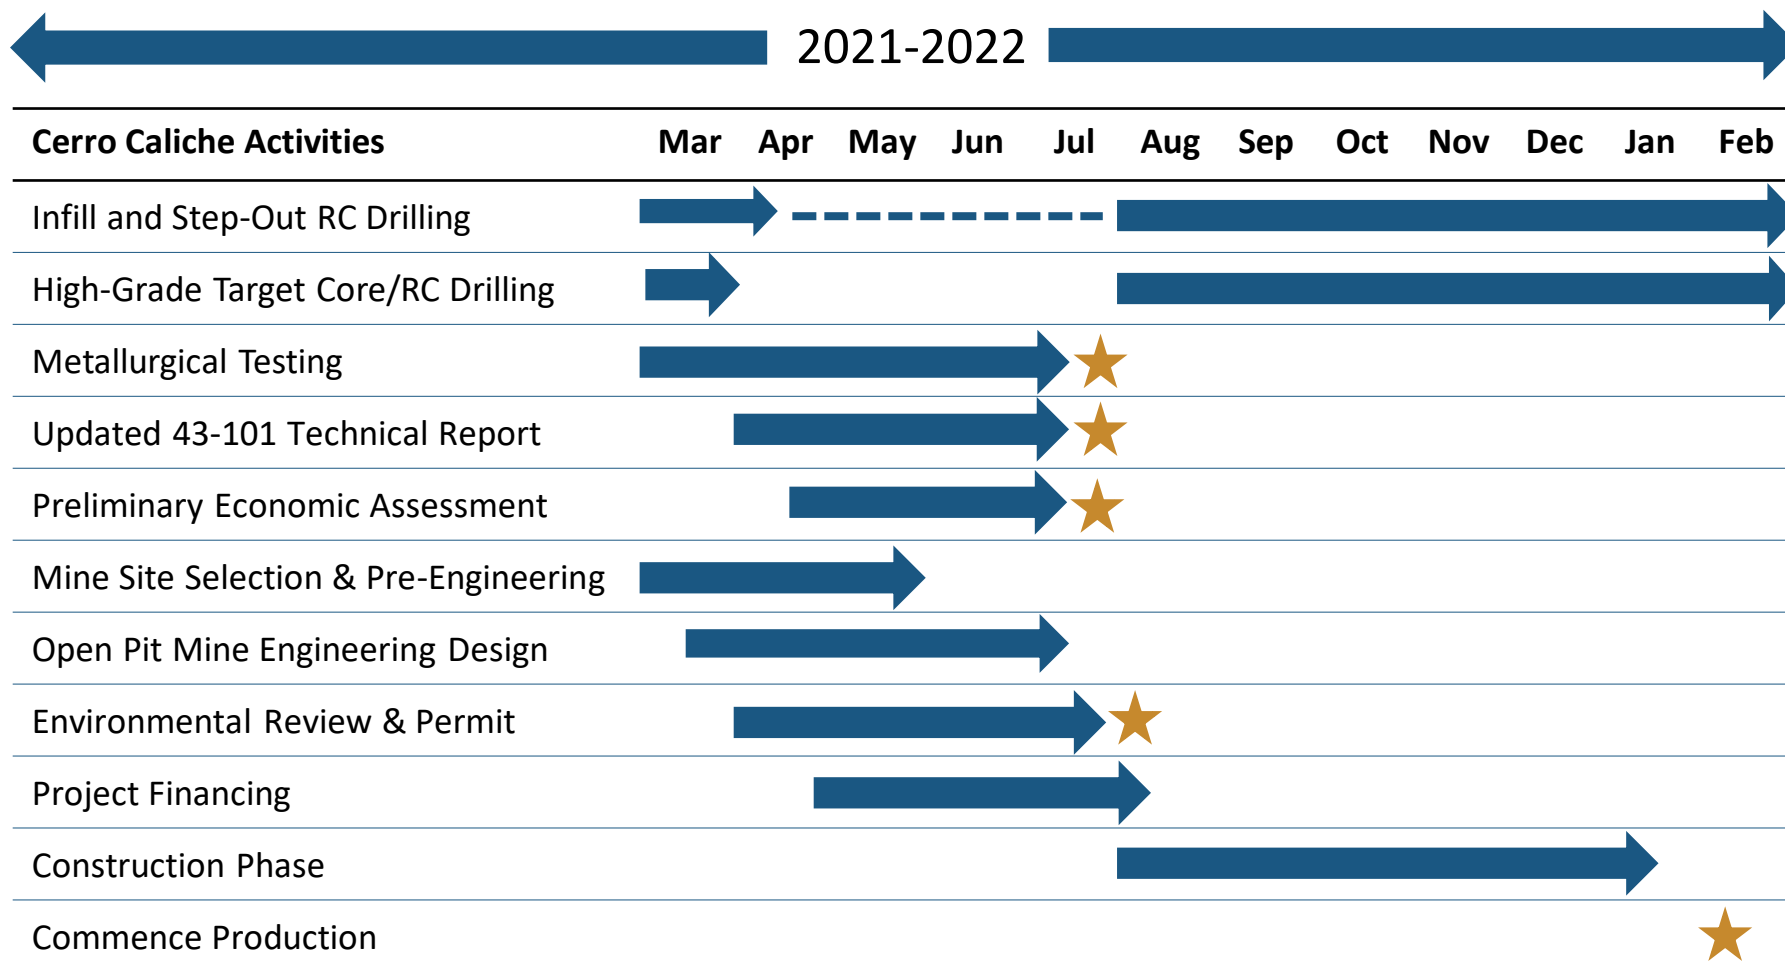 2021-2022
Cerro Caliche Activities Mar Apr May Jun Jul Aug Sep Oct Nov Dec Jan Feb
Infill and Step-Out RC Drilling
High-Grade Target Core/RC Drilling
Metallurgical Testing
Updated 43-101 Technical Report
Preliminary Economic Assessment
Mine Site Selection & Pre-Engineering
Open Pit Mine Engineering Design
Environmental Review & Permit
Project Financing
Construction Phase
Commence Production